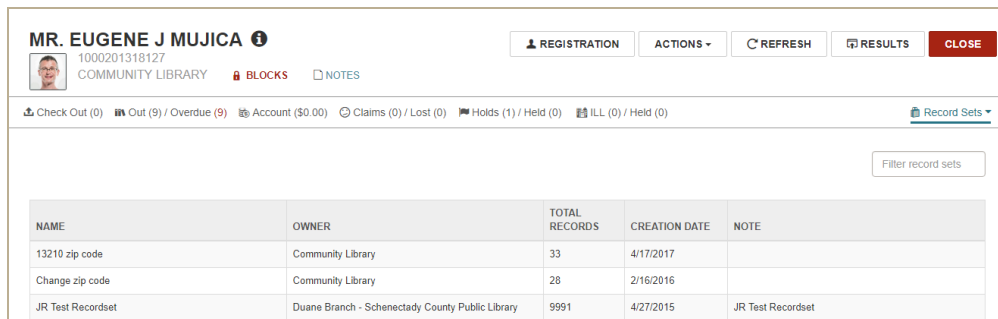 MR. EUGENE J MUJICA
1000201318127
COMMUNITY LIBRARY BLOCKS NOTES
REGISTRATION ACTIONS REFRESH RESULTS CLOSE
Check Out (0) Out (9) / Overdue (9) Account ($0.00) Claims (0) / Lost (0) Holds (1) / Held (0) ILL (0) / Held (0) Record Sets
Filter record sets
NAME OWNER TOTAL RECORDS CREATION DATE NOTE
13210 zip code Community Library 33 4/17/2017
Change zip code Community Library 28 2/16/2016
JR Test Recordset Duane Branch - Schenectady County Public Library 9991 4/27/2015 JR Test Recordset